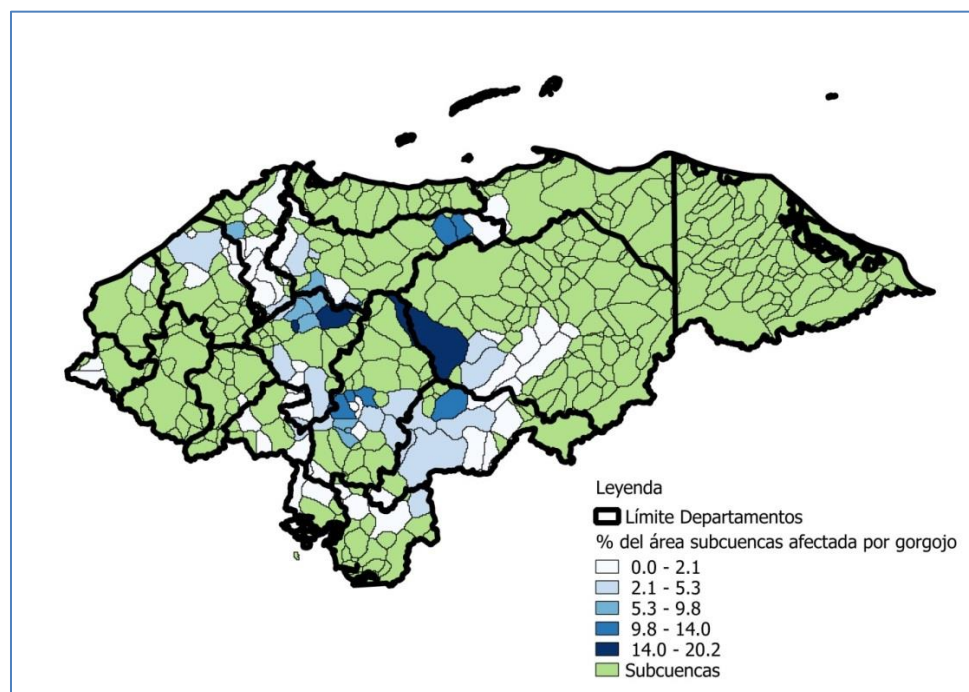 Leyenda
Límite Departamentos
% del área subcuencas afectada por gorgojo
0.0 - 2.1
2.1 - 5.3
5.3 - 9.8
9.8 - 14.0
14.0 - 20.2
Subcuencas